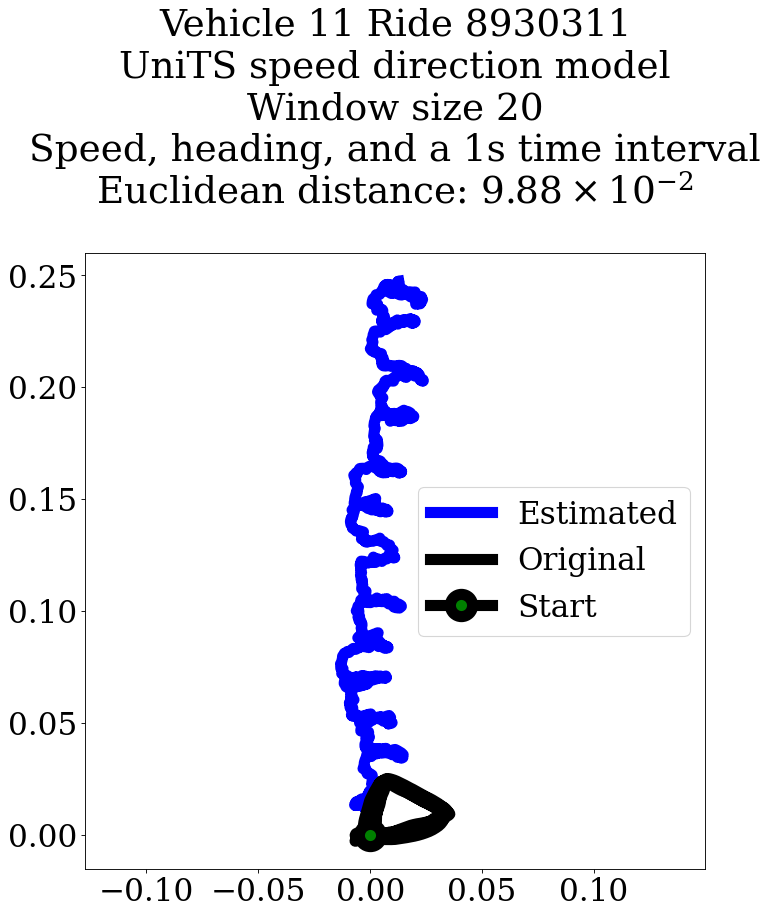 Vehicle 11 Ride 8930311
UniTS speed direction model
Window size 20
Speed, heading, and a 1s time interval
Euclidean distance: 9.88 × 10⁻²
0.25
0.20
0.15
0.10
0.05
0.00
Estimated
Original
Start
−0.10 −0.05 0.00 0.05 0.10